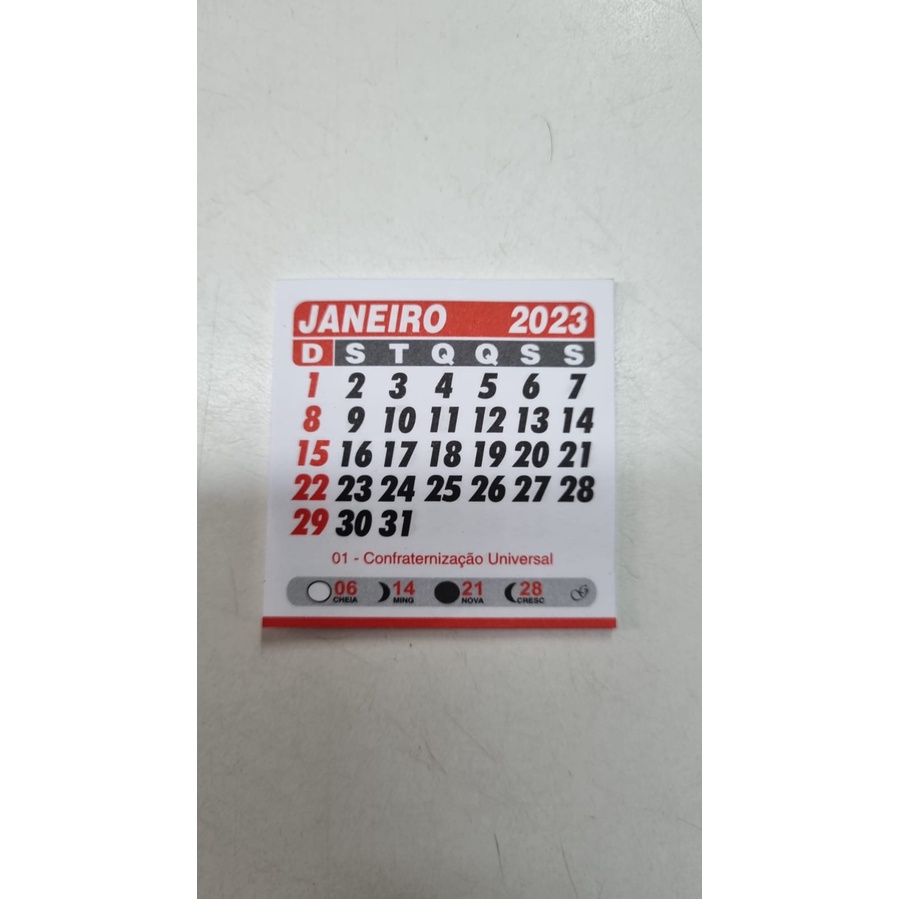 JANEIRO 2023
D S T Q Q S S
1 2 3 4 5 6 7
8 9 10 11 12 13 14
15 16 17 18 19 20 21
22 23 24 25 26 27 28
29 30 31
01 - Confraternização Universal
06 14 21 28
CHEIA MING NOVA CRESC